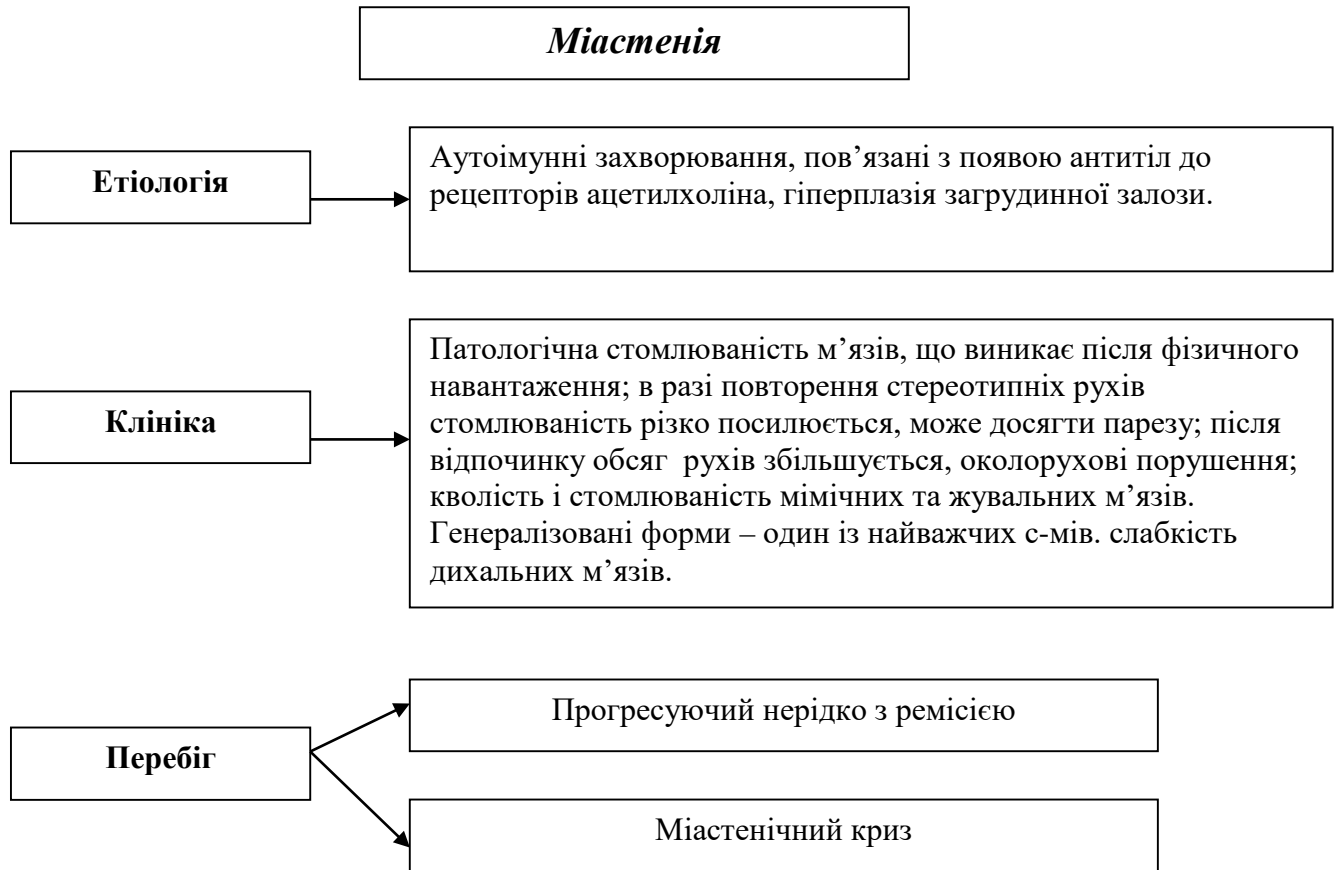 Міастенія
Етіологія
Аутоімунні захворювання, пов’язані з появою антитіл до
рецепторів ацетилхоліна, гіперплазія загрудинної залози.
Клініка
Патологічна стомлюваність м’язів, що виникає після фізичного
навантаження; в разі повторення стереотипніх рухів
стомлюваність різко посилюється, може досягти парезу; після
відпочинку обсяг рухів збільшується, околорухові порушення;
кволість і стомлюваність мімічних та жувальних м’язів.
Генералізовані форми – один із найважчих с-мів. слабкість
дихальних м’язів.
Перебіг
Прогресуючий нерідко з ремісією
Міастенічний криз